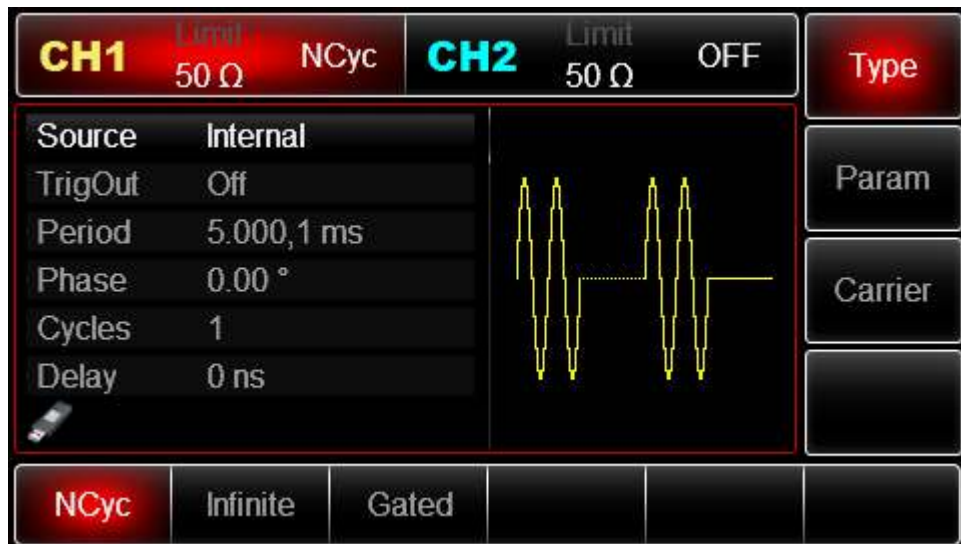 CH1 Limit 50 Ω NCyc CH2 Limit 50 Ω OFF Type
Source Internal
TrigOut Off
Param
Period 5.000,1 ms
Phase 0.00 °
Carrier
Cycles 1
Delay 0 ns
NCyc Infinite Gated